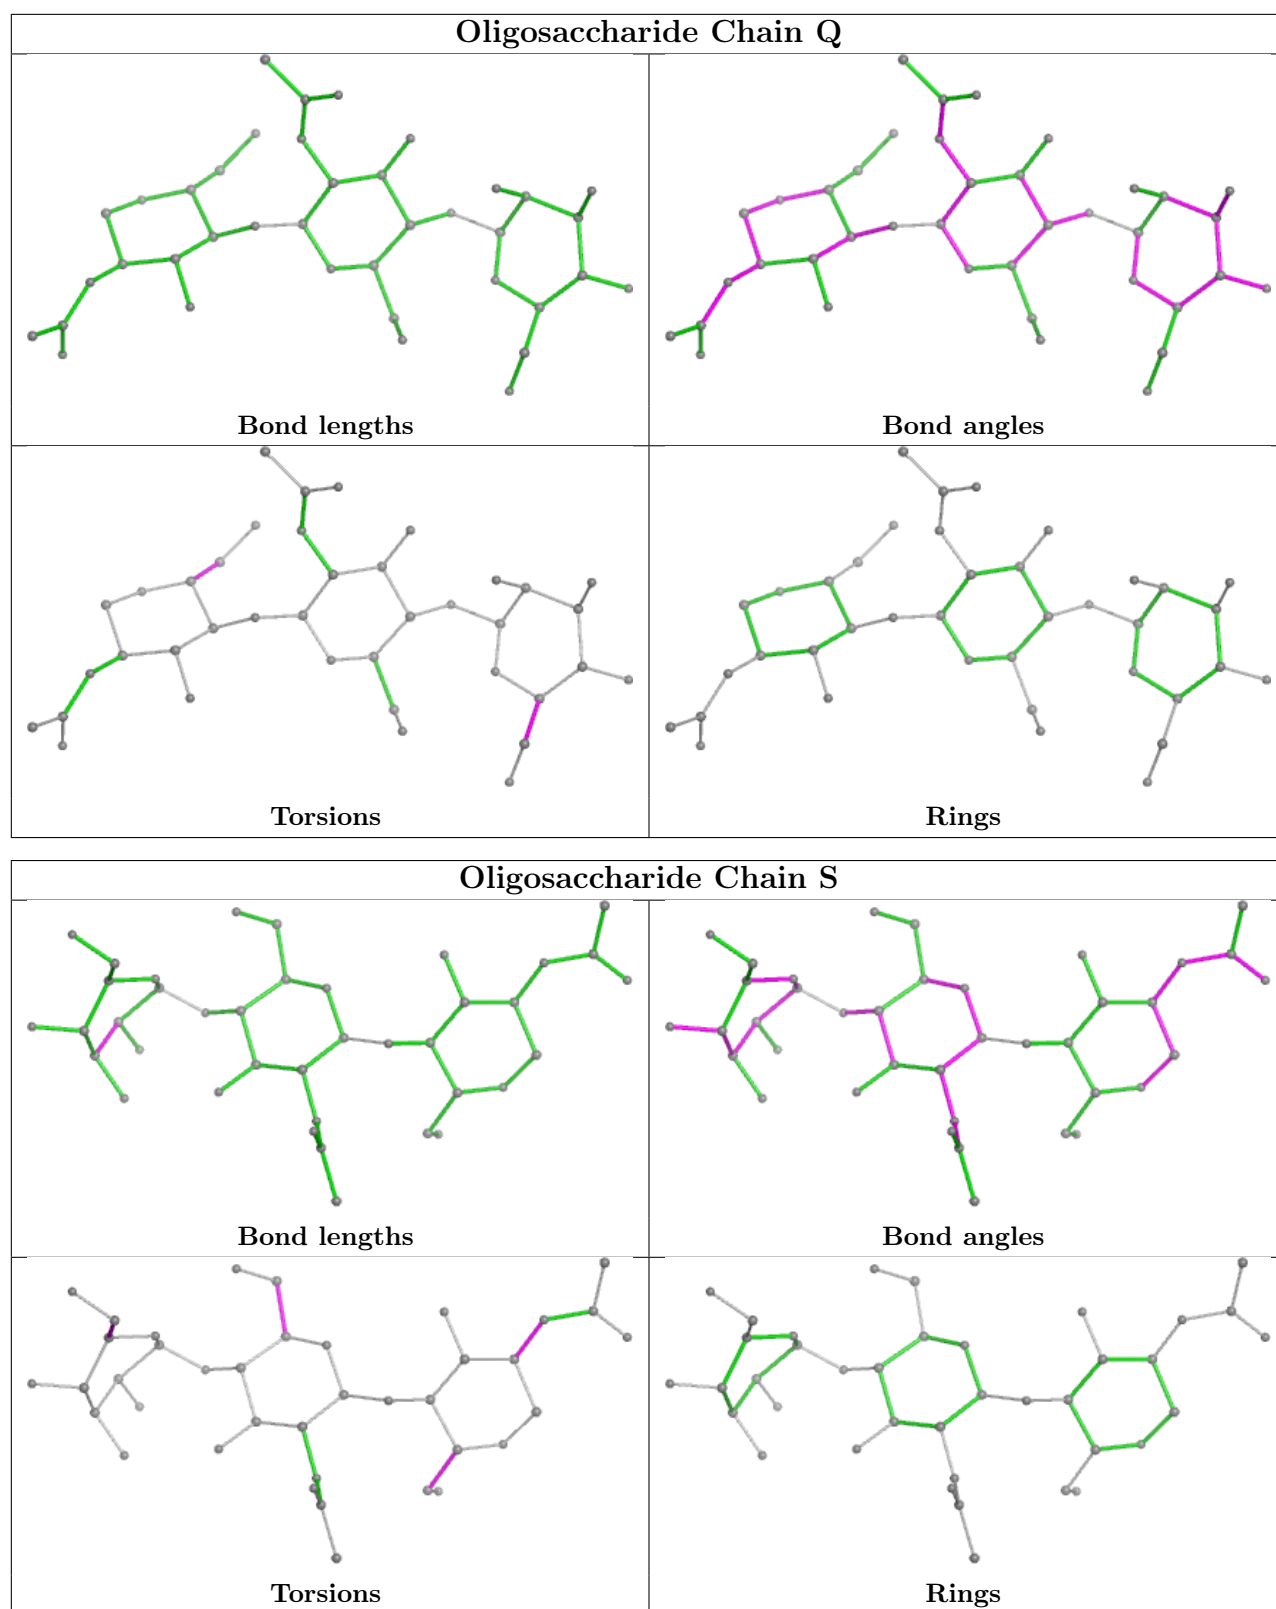 Oligosaccharide Chain Q
Bond lengths
Bond angles
Torsions
Rings
Oligosaccharide Chain S
Bond lengths
Bond angles
Torsions
Rings